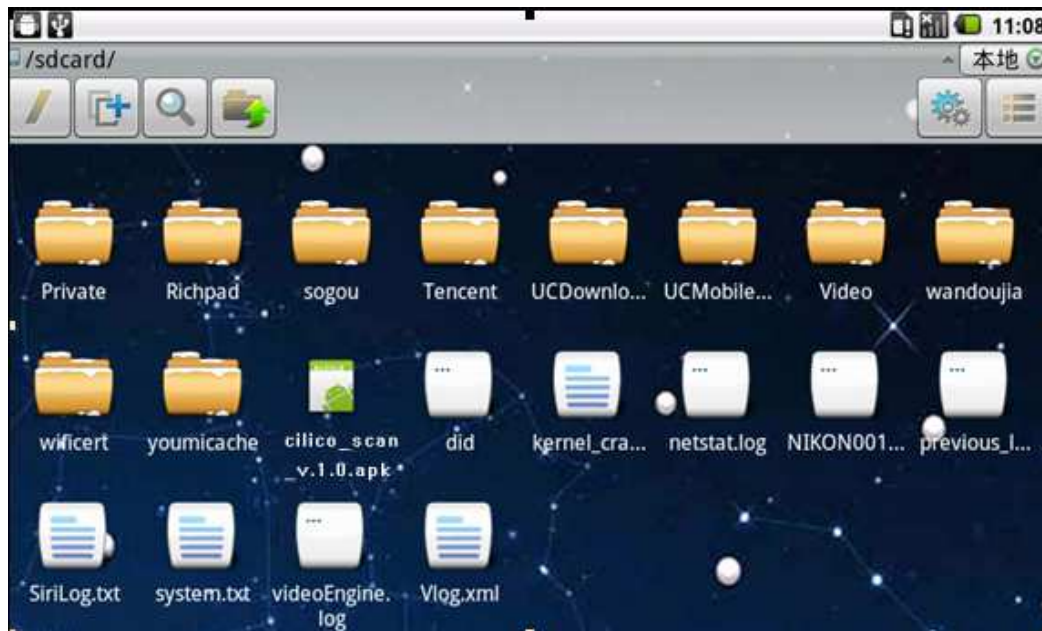 11:08
/sdcard/
本地
Private Richpad sogou Tencent UCDownlo... UCMobile... Video wandoujia
wificert youmicache cilico_scan did kernel_cra... netstat.log NIKON001... previous_l...
_v.1.0.apk
SiriLog.txt system.txt videoEngine. Vlog.xml
log